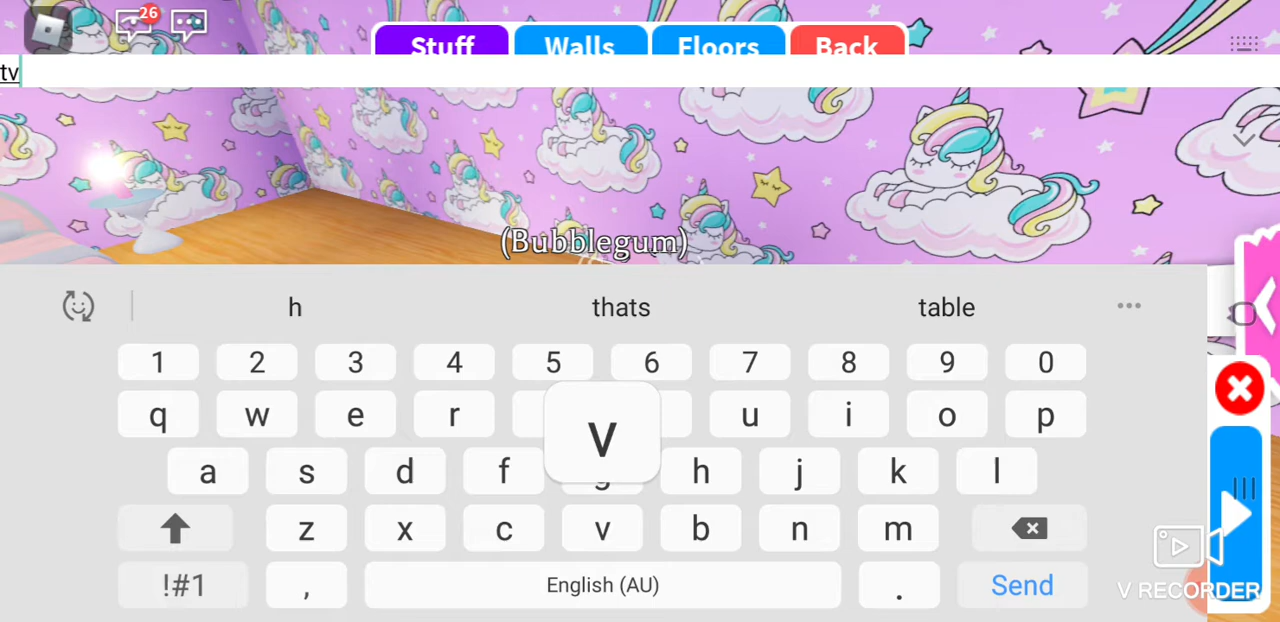 26
Stuff Walls Floors Back
tv
(Bubblegum)
h thats table
1 2 3 4 5 6 7 8 9 0
q w e r u i o p
V
a s d f g h j k l
z x c v b n m
!#1 , English (AU) . Send
V RECORDER